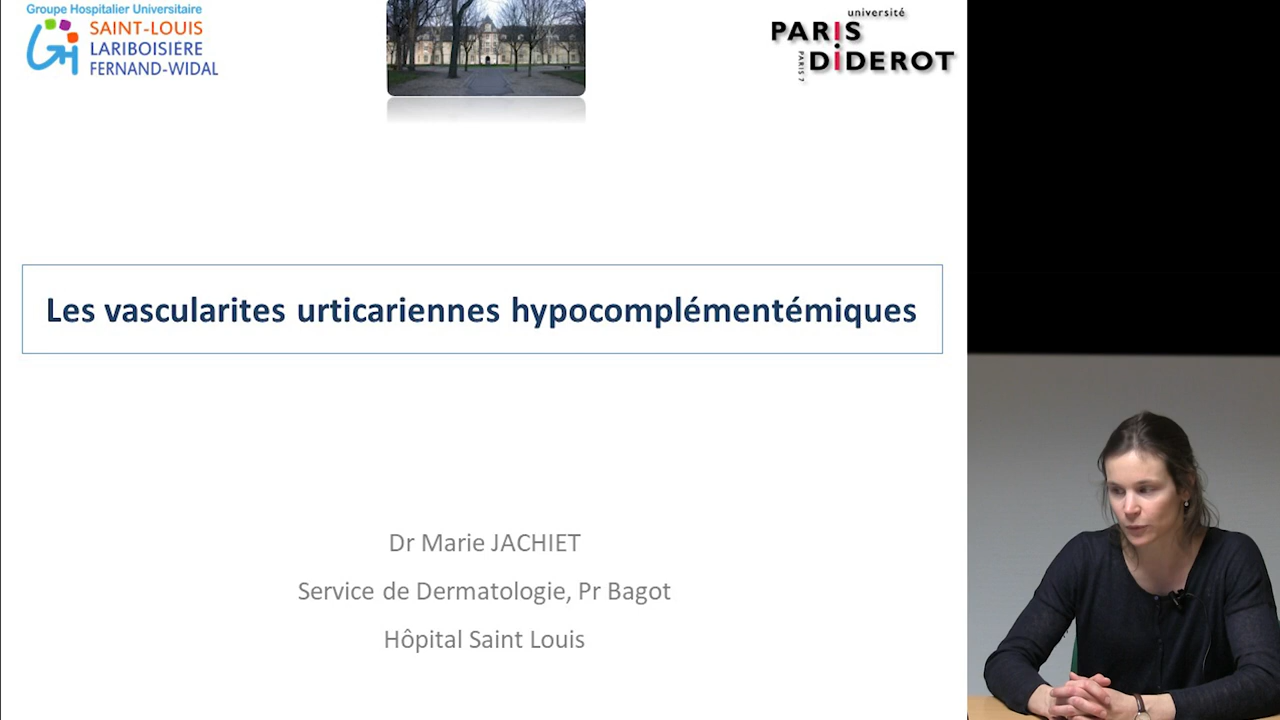 Groupe Hospitalier Universitaire
SAINT-LOUIS
LARIBOISIÈRE
FERNAND-WIDAL
université
PARIS
DiDEROT
PARIS 7
Les vascularites urticariennes hypocomplémentémiques
Dr Marie JACHIET
Service de Dermatologie, Pr Bagot
Hôpital Saint Louis